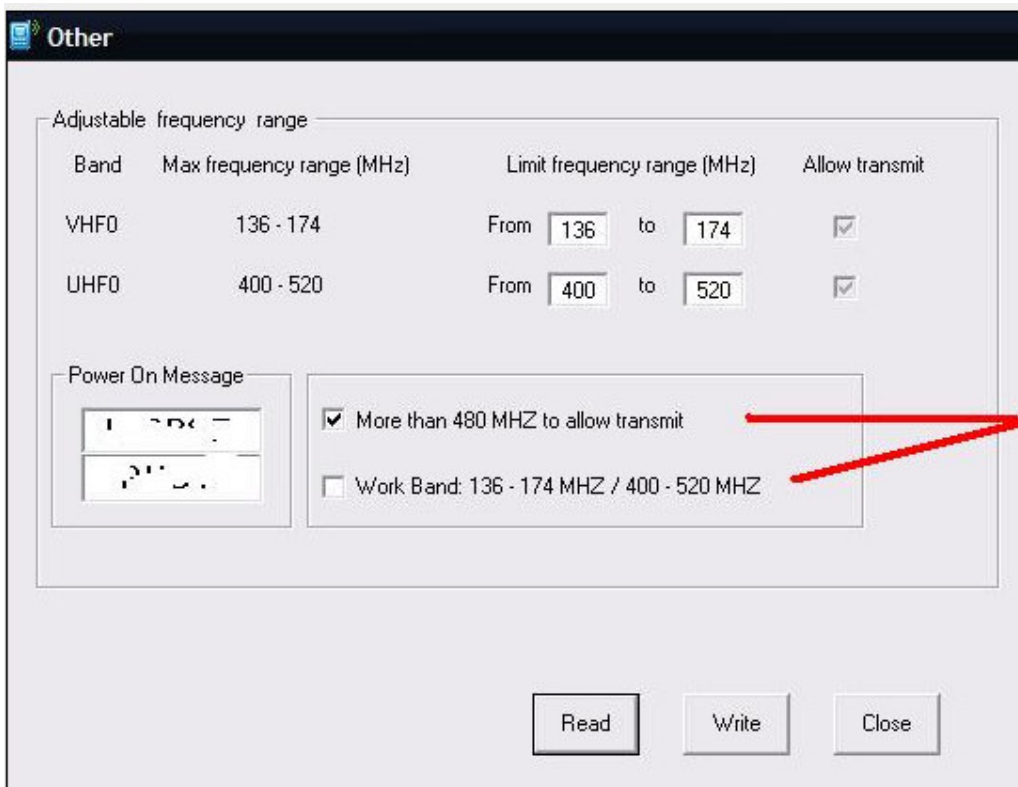 Other
Adjustable frequency range
Band Max frequency range (MHz) Limit frequency range (MHz) Allow transmit
VHF0 136 - 174 From 136 to 174
UHF0 400 - 520 From 400 to 520
Power On Message
More than 480 MHZ to allow transmit
Work Band: 136 - 174 MHZ / 400 - 520 MHZ
Read Write Close